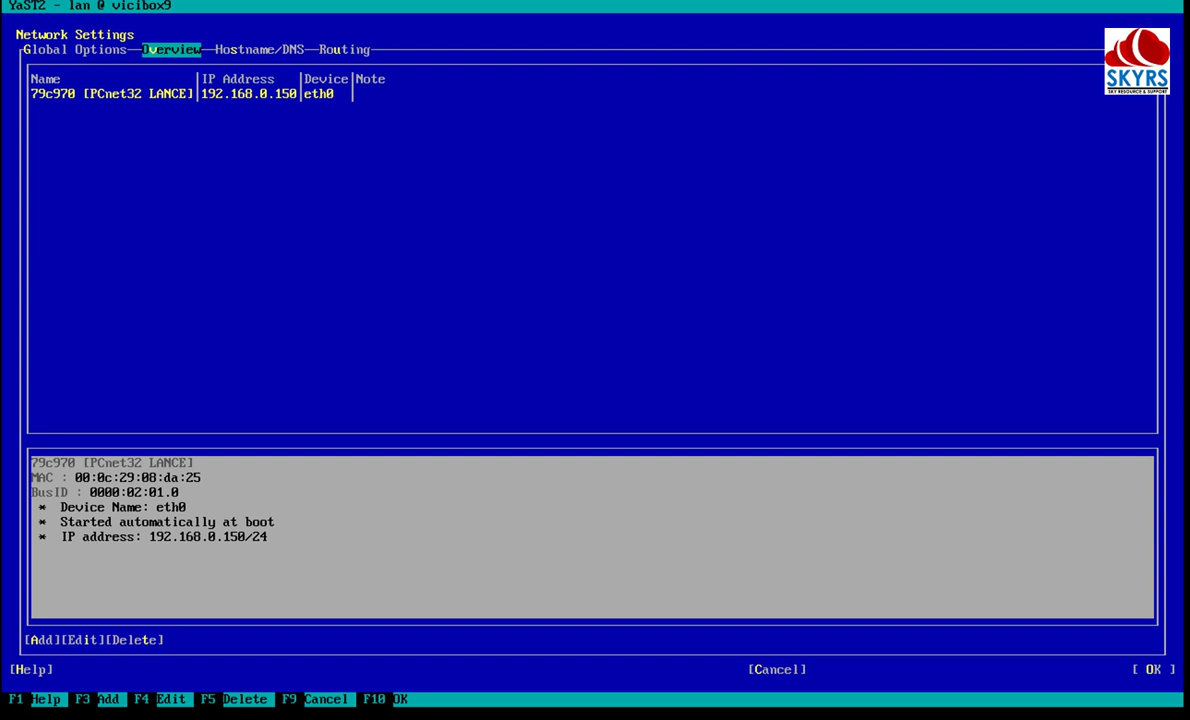 YaST2 - lan @ vicibox9
Network Settings
Global Options Overview Hostname/DNS Routing
Name IP Address Device Note
79c970 [PCnet32 LANCE] 192.168.0.150 eth0
SKYRS
SKY RESOURCE & SUPPORT
79c970 [PCnet32 LANCE]
MAC : 00:0c:29:08:da:25
BusID : 0000:02:01.0
* Device Name: eth0
* Started automatically at boot
* IP address: 192.168.0.150/24
[Add][Edit][Delete]
[Help] [Cancel] [ OK ]
F1 Help F3 Add F4 Edit F5 Delete F9 Cancel F10 OK